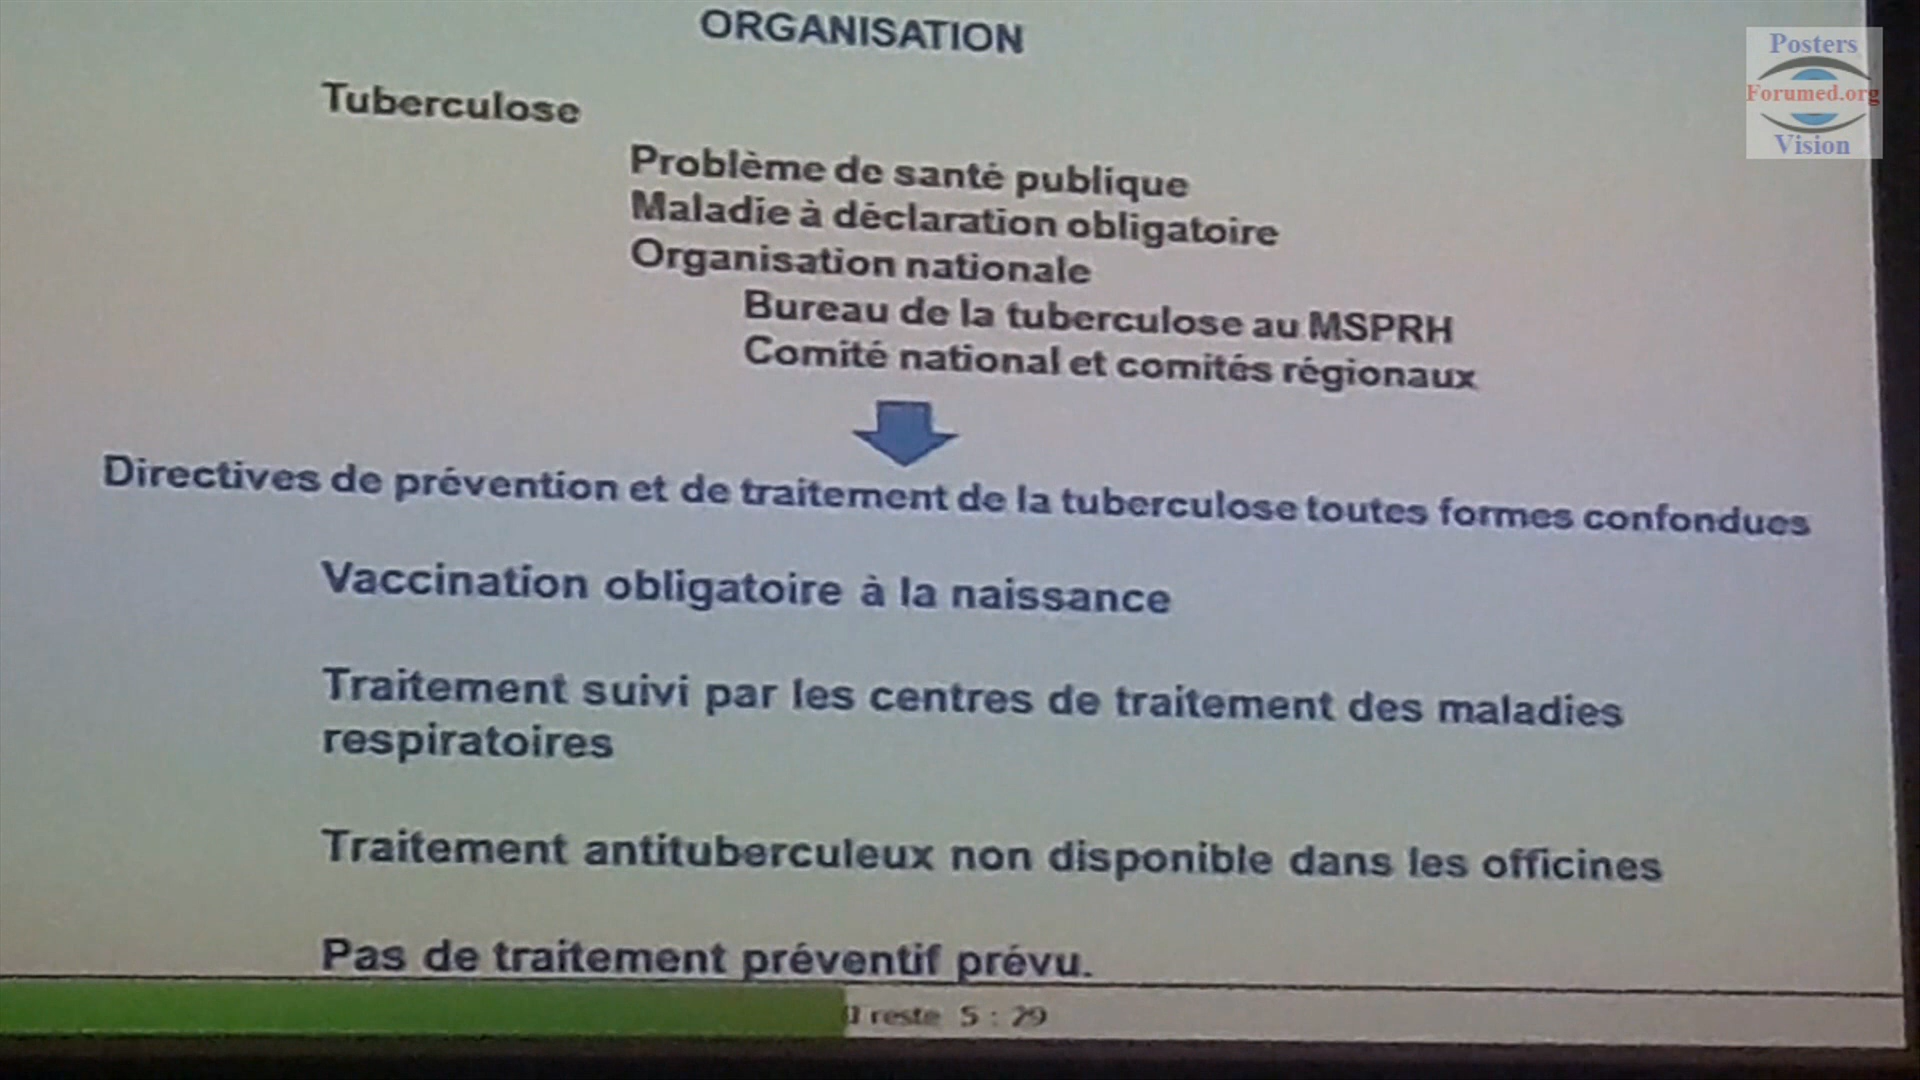 ORGANISATION
Posters
Forumed.org
Vision
Tuberculose
Problème de santé publique
Maladie à déclaration obligatoire
Organisation nationale
Bureau de la tuberculose au MSPRH
Comité national et comités régionaux
Directives de prévention et de traitement de la tuberculose toutes formes confondues
Vaccination obligatoire à la naissance
Traitement suivi par les centres de traitement des maladies
respiratoires
Traitement antituberculeux non disponible dans les officines
Pas de traitement préventif prévu.
Il reste 5 : 29